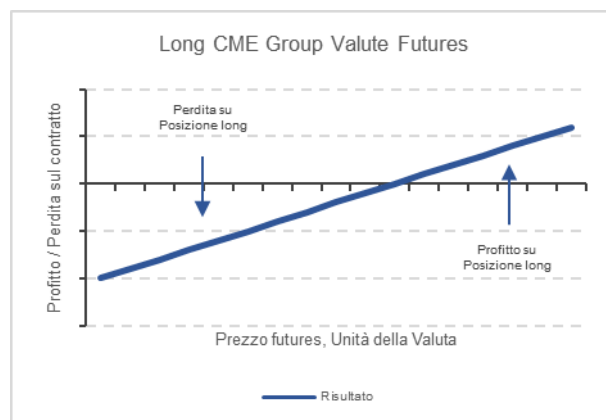 Long CME Group Valute Futures
Profitto / Perdita sul contratto
Perdita su
Posizione long
Profitto su
Posizione long
Prezzo futures, Unità della Valuta
Risultato